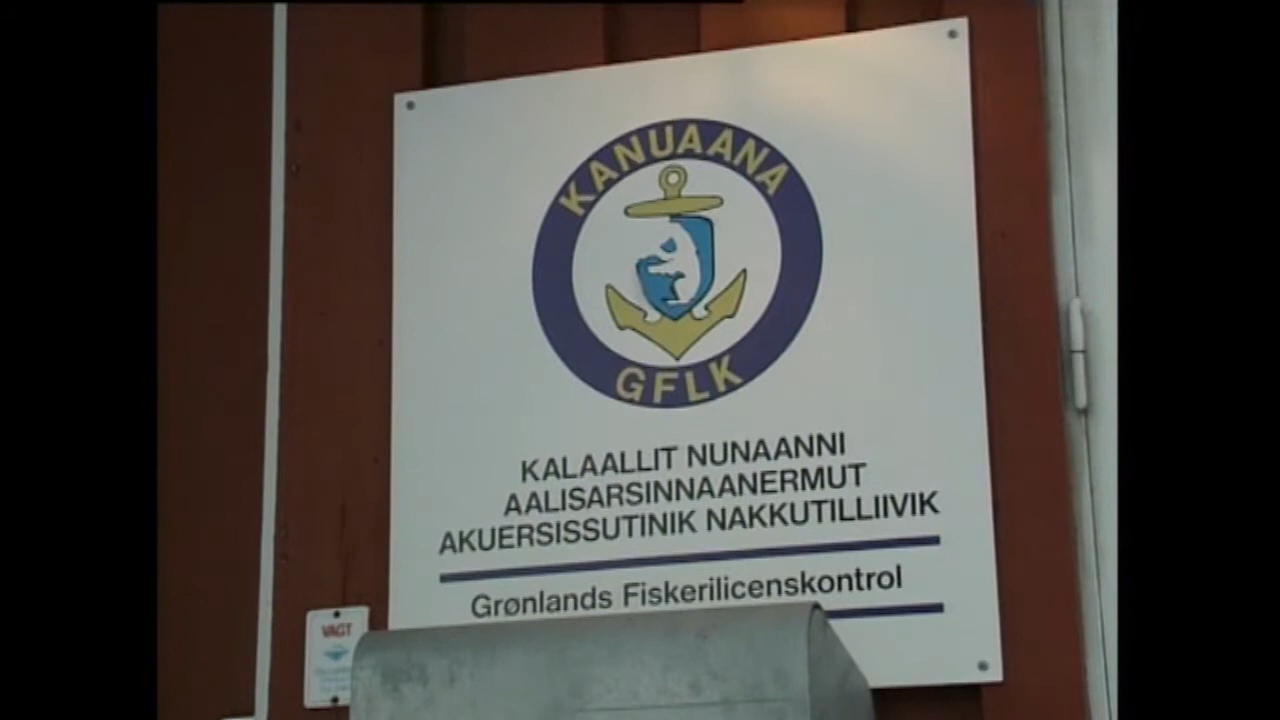 KANUAANA
GFLK
KALAALLIT NUNAANNI
AALISARSINNAANERMUT
AKUERSISSUTINIK NAKKUTILLIIVIK
Grønlands Fiskerilicenskontrol
VAGT